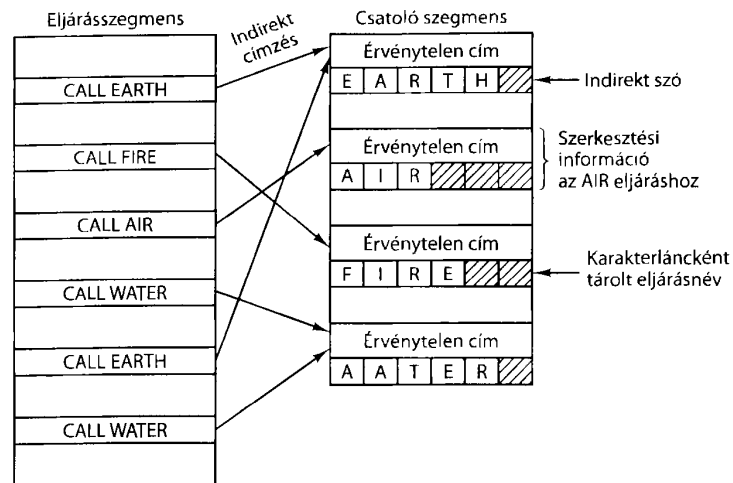 Eljárásszegmens
CALL EARTH
CALL FIRE
CALL AIR
CALL WATER
CALL EARTH
CALL WATER
Indirekt
címzés
Csatoló szegmens
Érvénytelen cím
E A R T H
Érvénytelen cím
A I R
Érvénytelen cím
F I R E
Érvénytelen cím
A A T E R
Indirekt szó
Szerkesztési
információ
az AIR eljáráshoz
Karakterláncként
tárolt eljárásnév